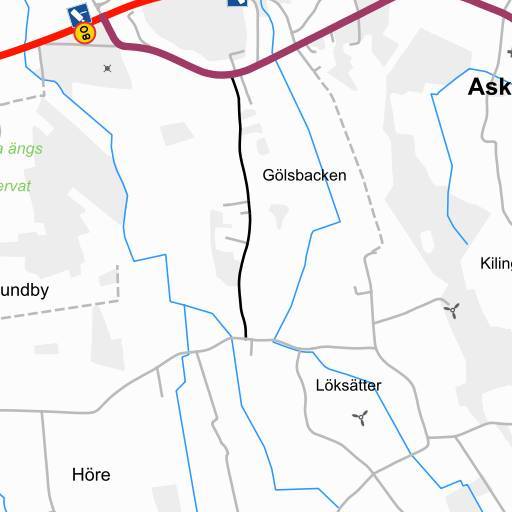 80
Ask
a ängs
Gölsbacken
ervat
Kiling
undby
Löksätter
Höre